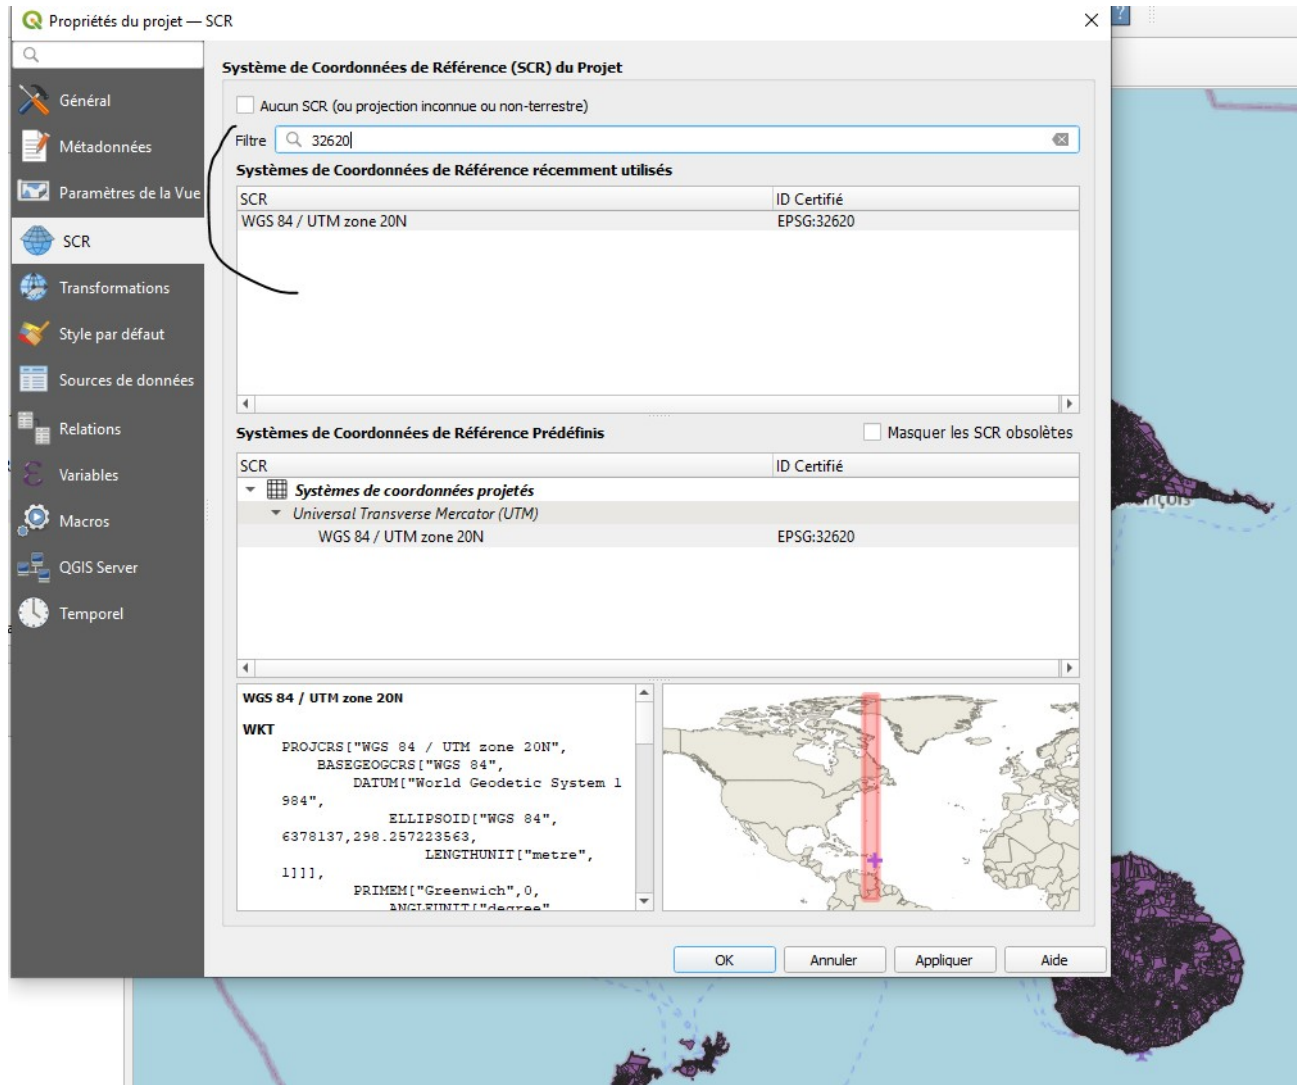 Propriétés du projet — SCR
?
Système de Coordonnées de Référence (SCR) du Projet
Général
Aucun SCR (ou projection inconnue ou non-terrestre)
Filtre 32620
Métadonnées
Systèmes de Coordonnées de Référence récemment utilisés
Paramètres de la Vue
SCR ID Certifié
WGS 84 / UTM zone 20N EPSG:32620
SCR
Transformations
Style par défaut
Sources de données
Relations
Systèmes de Coordonnées de Référence Prédéfinis Masquer les SCR obsolètes
SCR ID Certifié
Variables
Systèmes de coordonnées projetés
Universal Transverse Mercator (UTM)
Macros
WGS 84 / UTM zone 20N EPSG:32620
QGIS Server
Temporel
WGS 84 / UTM zone 20N
WKT
PROJCRS["WGS 84 / UTM zone 20N",
BASEGEOGCRS["WGS 84",
DATUM["World Geodetic System 1
984",
ELLIPSOID["WGS 84",
6378137,298.257223563,
LENGTHUNIT["metre",
1]]],
PRIMEM["Greenwich",0,
ANGLEUNIT["degree"
OK Annuler Appliquer Aide